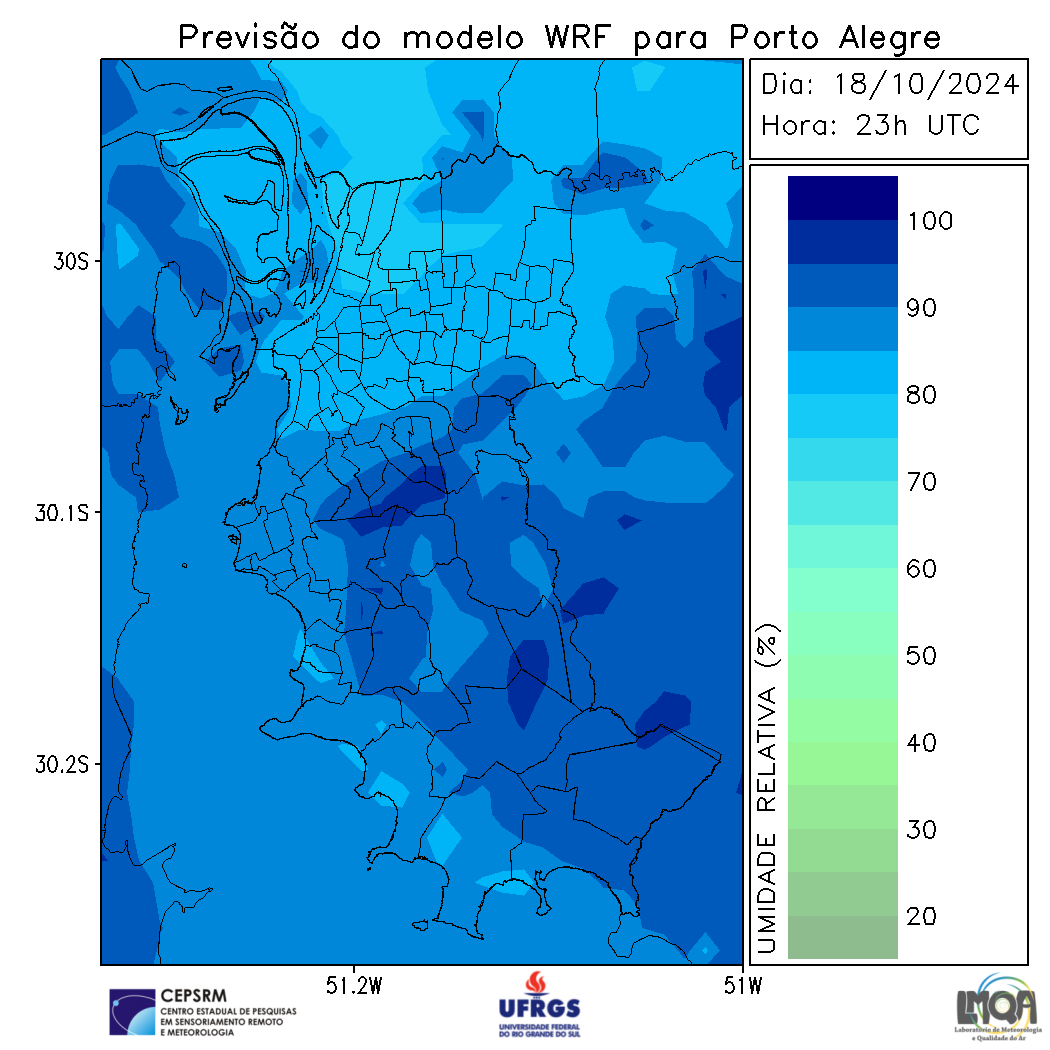 Previsão do modelo WRF para Porto Alegre
Dia: 18/10/2024
Hora: 23h UTC
100
90
80
70
60
50
40
30
20
UMIDADE RELATIVA (%)
30S
30.1S
30.2S
51.2W
51W
CEPSRM
CENTRO ESTADUAL DE PESQUISAS
EM SENSORIAMENTO REMOTO
E METEOROLOGIA
UFRGS
UNIVERSIDADE FEDERAL
DO RIO GRANDE DO SUL
LMQA
Laboratório de Meteorologia
e Qualidade do Ar